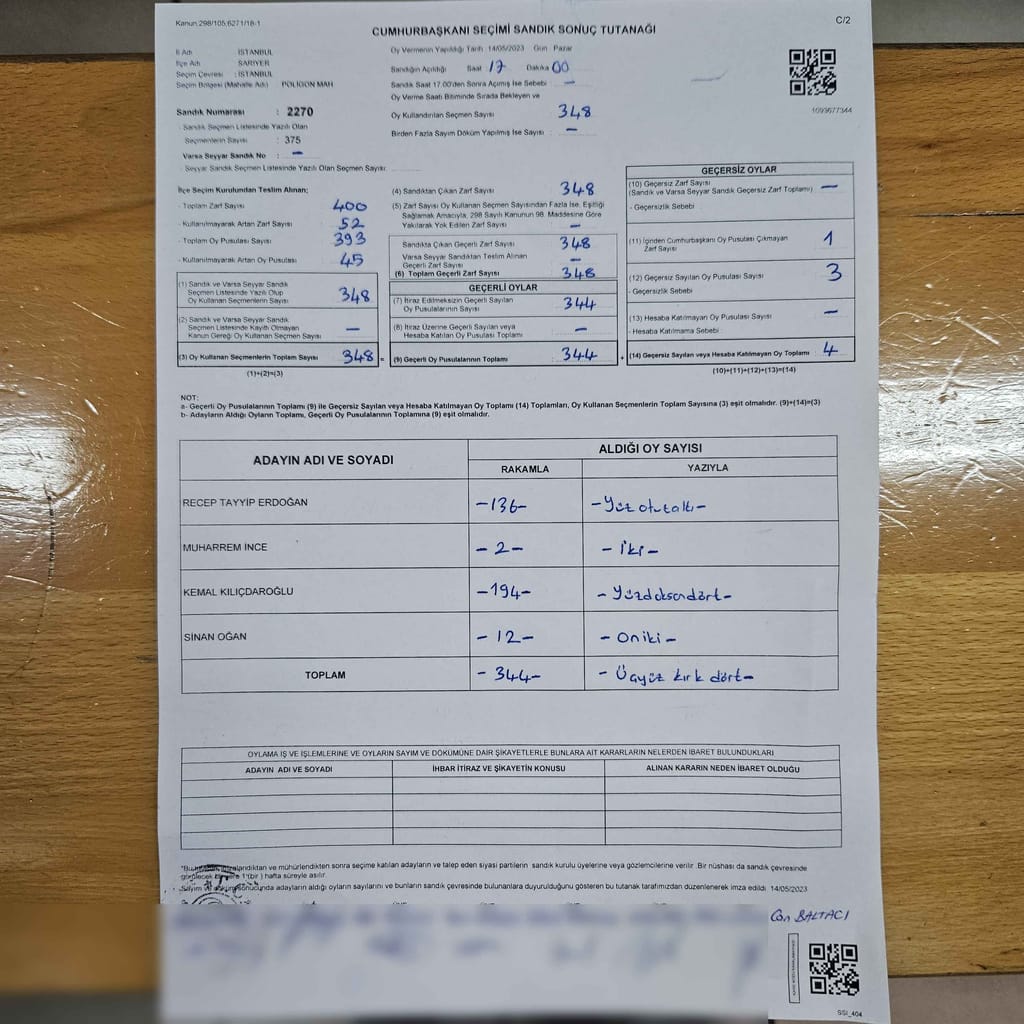 Kanun 298/105,6271/18-1
C/2
CUMHURBAŞKANI SEÇİMİ SANDIK SONUÇ TUTANAĞI
İl Adı : İSTANBUL
İlçe Adı : SARIYER
Seçim Çevresi : İSTANBUL
Seçim Bölgesi (Mahalle Adı) POLİGON MAH
Sandık Numarası : 2270
- Sandık Seçmen Listesinde Yazılı Olan
Seçmenlerin Sayısı : 375
Varsa Seyyar Sandık No : –
- Seyyar Sandık Seçmen Listesinde Yazılı Olan Seçmen Sayısı:
Oy Vermenin Yapıldığı Tarih 14/05/2023 Gün Pazar
Sandığın Açıldığı Saat 17 Dakika 00
Sandık Saat 17.00'den Sonra Açımış İse Sebebi –
Oy Verme Saati Bitiminde Sırada Bekleyen ve
Oy Kullandırılan Seçmen Sayısı 348
Birden Fazla Sayım Döküm Yapılmış İse Sayısı –
1093677344
İlçe Seçim Kurulundan Teslim Alınan;
- Toplam Zarf Sayısı 400
- Kullanılmayarak Artan Zarf Sayısı 52
- Toplam Oy Pusulası Sayısı 393
- Kullanılmayarak Artan Oy Pusulası 45
(1) Sandık ve Varsa Seyyar Sandık
Seçmen Listesinde Yazılı Olup
Oy Kullanan Seçmenlerin Sayısı 348
(2) Sandık ve Varsa Seyyar Sandık
Seçmen Listesinde Kayıtlı Olmayan
Kanun Gereği Oy Kullanan Seçmen Sayısı –
(3) Oy Kullanan Seçmenlerin Toplam Sayısı 348 =
(1)+(2)=(3)
(4) Sandıktan Çıkan Zarf Sayısı 348
(5) Zarf Sayısı Oy Kullanan Seçmen Sayısından Fazla İse, Eşitliği
Sağlamak Amacıyla, 298 Sayılı Kanunun 98. Maddesine Göre
Yakılarak Yok Edilen Zarf Sayısı –
Sandıkta Çıkan Geçerli Zarf Sayısı 348
Varsa Seyyar Sandıktan Teslim Alınan
Geçerli Zarf Sayısı –
(6) Toplam Geçerli Zarf Sayısı 348
GEÇERLİ OYLAR
(7) İtiraz Edilmeksizin Geçerli Sayılan
Oy Pusulalarının Sayısı 344
(8) İtiraz Üzerine Geçerli Sayılan veya
Hesaba Katılan Oy Pusulası Toplamı –
(9) Geçerli Oy Pusulalarının Toplamı 344 +
GEÇERSİZ OYLAR
(10) Geçersiz Zarf Sayısı
(Sandık ve Varsa Seyyar Sandık Geçersiz Zarf Toplamı) –
- Geçersizlik Sebebi
(11) İçinden Cumhurbaşkanı Oy Pusulası Çıkmayan
Zarf Sayısı 1
(12) Geçersiz Sayılan Oy Pusulası Sayısı 3
- Geçersizlik Sebebi
(13) Hesaba Katılmayan Oy Pusulası Sayısı –
- Hesaba Katılmama Sebebi
(14) Geçersiz Sayılan veya Hesaba Katılmayan Oy Toplamı 4
(10)+(11)+(12)+(13)=(14)
NOT:
a- Geçerli Oy Pusulalarının Toplamı (9) ile Geçersiz Sayılan veya Hesaba Katılmayan Oy Toplamı (14) Toplamları, Oy Kullanan Seçmenlerin Toplam Sayısına (3) eşit olmalıdır. (9)+(14)=(3)
b- Adayların Aldığı Oyların Toplamı, Geçerli Oy Pusulalarının Toplamına (9) eşit olmalıdır.
ADAYIN ADI VE SOYADI ALDIĞI OY SAYISI
RAKAMLA YAZIYLA
RECEP TAYYİP ERDOĞAN -136- -Yüz otuz altı-
MUHARREM İNCE -2- -İki-
KEMAL KILIÇDAROĞLU -194- -Yüzdoksandört-
SİNAN OĞAN -12- -Oniki-
TOPLAM -344- -Üçyüz kırk dört-
OYLAMA İŞ VE İŞLEMLERİNE VE OYLARIN SAYIM VE DÖKÜMÜNE DAİR ŞİKAYETLERLE BUNLARA AİT KARARLARIN NELERDEN İBARET BULUNDUKLARI
ADAYIN ADI VE SOYADI İHBAR İTİRAZ VE ŞİKAYETİN KONUSU ALINAN KARARIN NEDEN İBARET OLDUĞU
imzalandıktan ve mühürlendikten sonra seçime katılan adayların ve talep eden siyasi partilerin sandık kurulu üyelerine veya gözlemcilerine verilir. Bir nüshası da sandık çevresinde
1 (bir) hafta süreyle asılır.
Sayım ve döküm sonucunda adayların aldığı oyların sayılarını ve bunların sandık çevresinde bulunanlara duyurulduğunu gösteren bu tutanak tarafımızdan düzenlenerek imza edildi 14/05/2023
Can BALTACI
SSİ_404